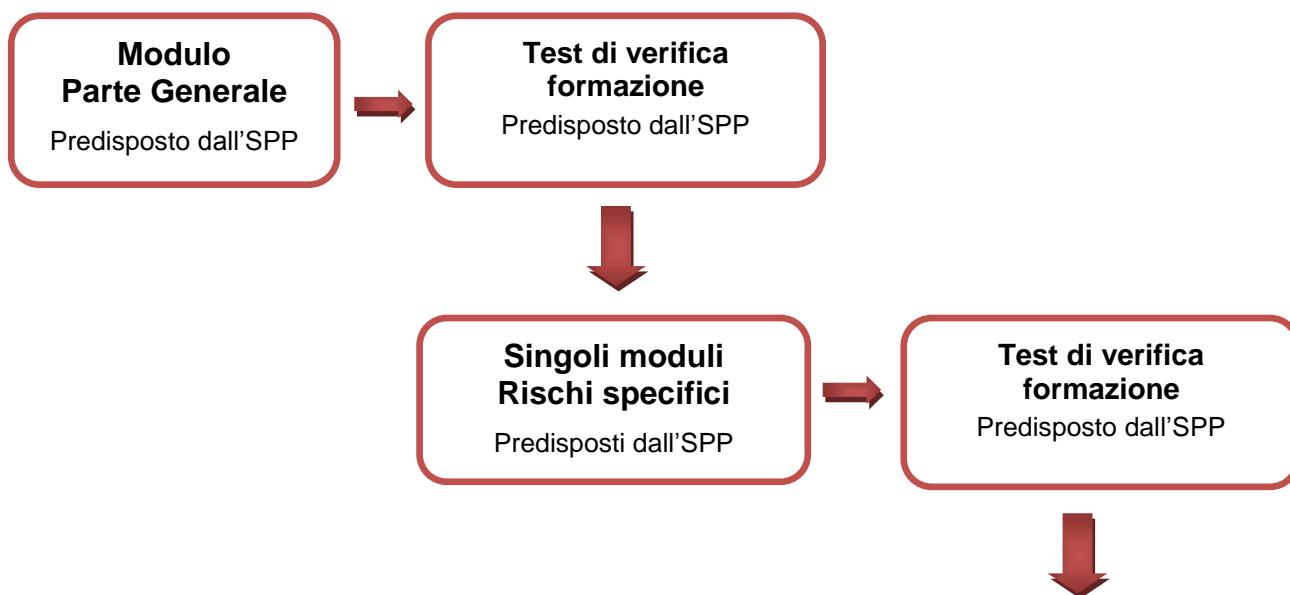 Modulo
Parte Generale
Predisposto dall’SPP
Test di verifica
formazione
Predisposto dall’SPP
Singoli moduli
Rischi specifici
Predisposti dall’SPP
Test di verifica
formazione
Predisposto dall’SPP